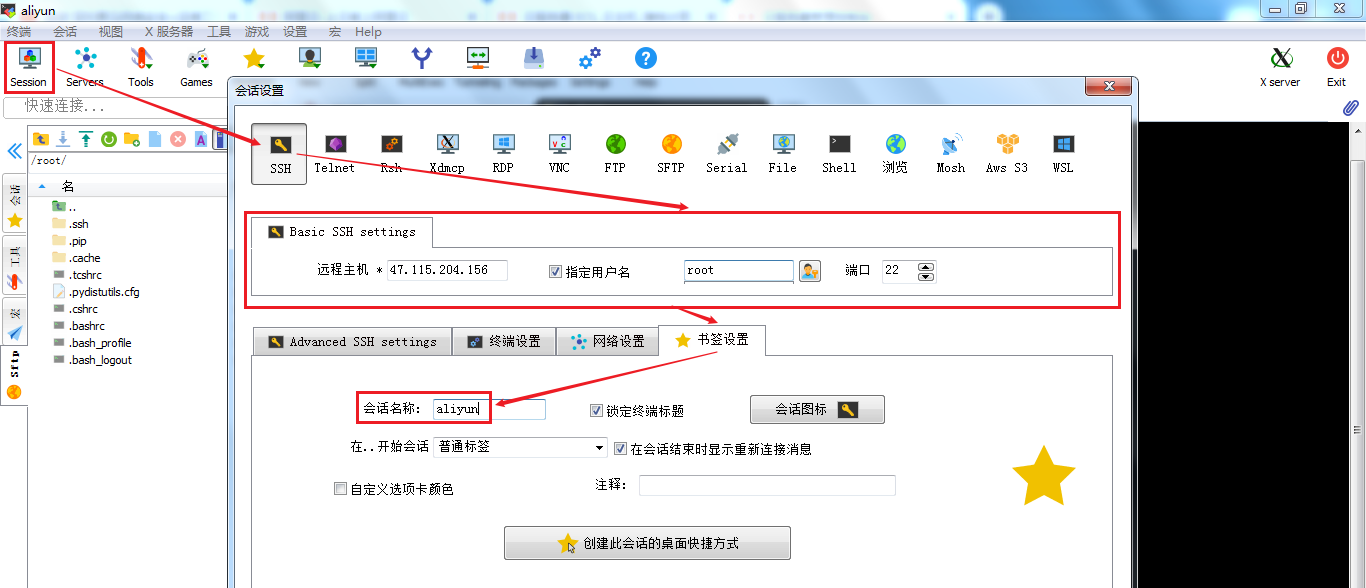 aliyun
终端 会话 视图 X 服务器 工具 游戏 设置 宏 Help
Session Servers Tools Games X server Exit
快速连接...
会话设置
/root/
名
..
.ssh
.pip
.cache
.tcshrc
.pydistutils.cfg
.cshrc
.bashrc
.bash_profile
.bash_logout
会话
工具
宏
Sftp
SSH Telnet Rsh Xdmcp RDP VNC FTP SFTP Serial File Shell 浏览 Mosh Aws S3 WSL
Basic SSH settings
远程主机 * 47.115.204.156 指定用户名 root 端口 22
Advanced SSH settings 终端设置 网络设置 书签设置
会话名称: aliyun 锁定终端标题 会话图标
在..开始会话 普通标签 在会话结束时显示重新连接消息
自定义选项卡颜色 注释:
创建此会话的桌面快捷方式